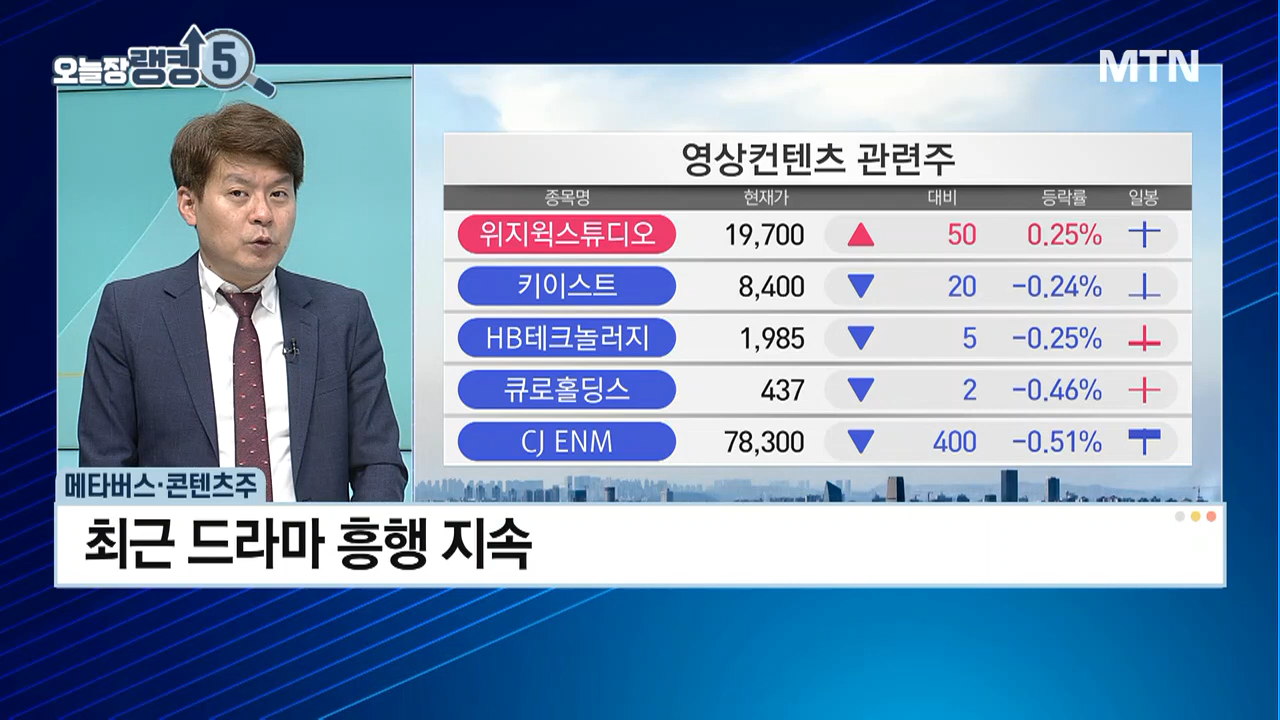 오늘장 랭킹 5
MTN
영상컨텐츠 관련주
종목명 현재가 대비 등락률 일봉
위지윅스튜디오 19,700 ▲ 50 0.25%
키이스트 8,400 ▼ 20 -0.24%
HB테크놀러지 1,985 ▼ 5 -0.25%
큐로홀딩스 437 ▼ 2 -0.46%
CJ ENM 78,300 ▼ 400 -0.51%
메타버스·콘텐츠주
최근 드라마 흥행 지속